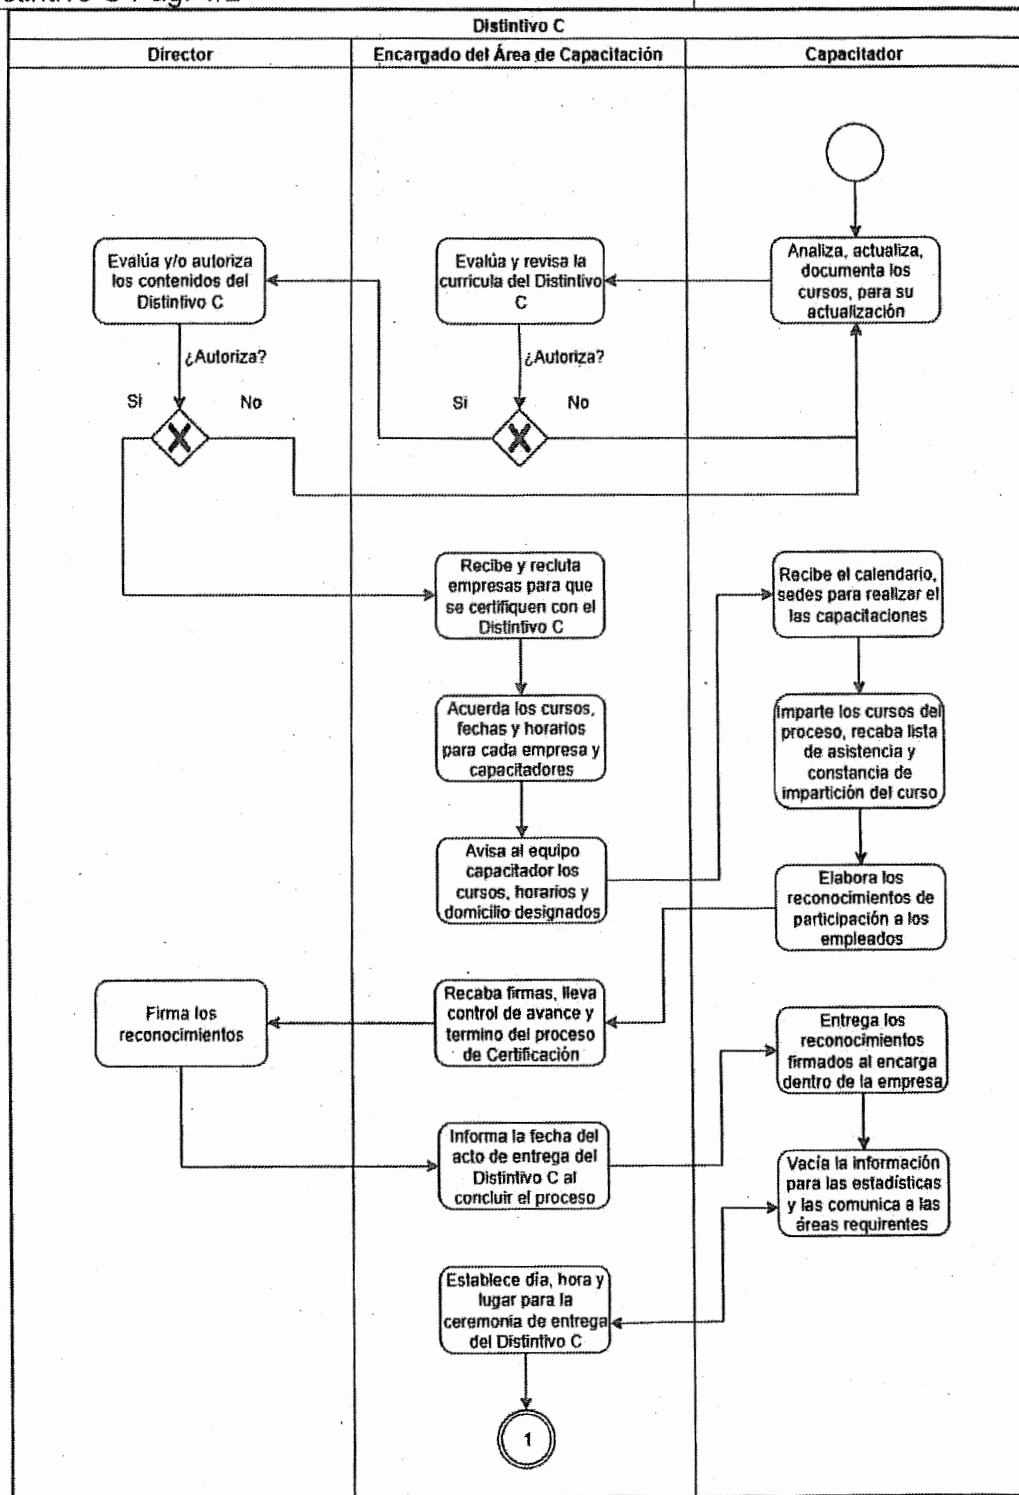 Distintivo C
Director
Encargado del Área de Capacitación
Capacitador
Analiza, actualiza,
documenta los
cursos, para su
actualización
Evalúa y revisa la
curricula del Distintivo
C
Evalúa y/o autoriza
los contenidos del
Distintivo C
¿Autoriza?
Si
No
¿Autoriza?
Si
No
Recibe y recluta
empresas para que
se certifiquen con el
Distintivo C
Acuerda los cursos,
fechas y horarios
para cada empresa y
capacitadores
Avisa al equipo
capacitador los
cursos, horarios y
domicilio designados
Recibe el calendario,
sedes para realizar el
las capacitaciones
Imparte los cursos del
proceso, recaba lista
de asistencia y
constancia de
impartición del curso
Elabora los
reconocimientos de
participación a los
empleados
Recaba firmas, lleva
control de avance y
termino del proceso
de Certificación
Firma los
reconocimientos
Informa la fecha del
acto de entrega del
Distintivo C al
concluir el proceso
Entrega los
reconocimientos
firmados al encarga
dentro de la empresa
Vacía la información
para las estadísticas
y las comunica a las
áreas requirentes
Establece día, hora y
lugar para la
ceremonía de entrega
del Distintivo C
1